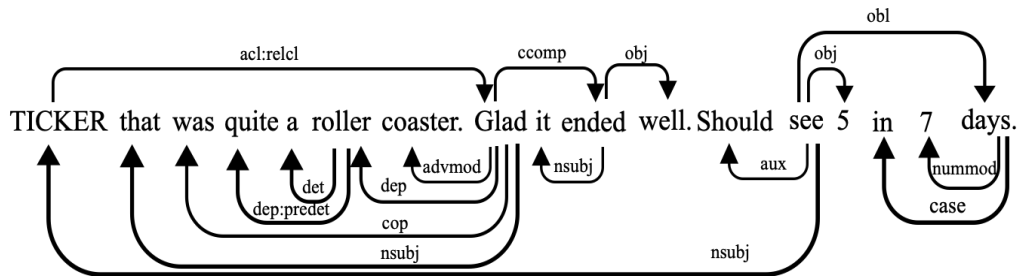 obl
acl:relcl ccomp obj obj
TICKER that was quite a roller coaster. Glad it ended well. Should see 5 in 7 days.
det dep advmod nsubj aux nummod
dep:predet case
cop
nsubj nsubj